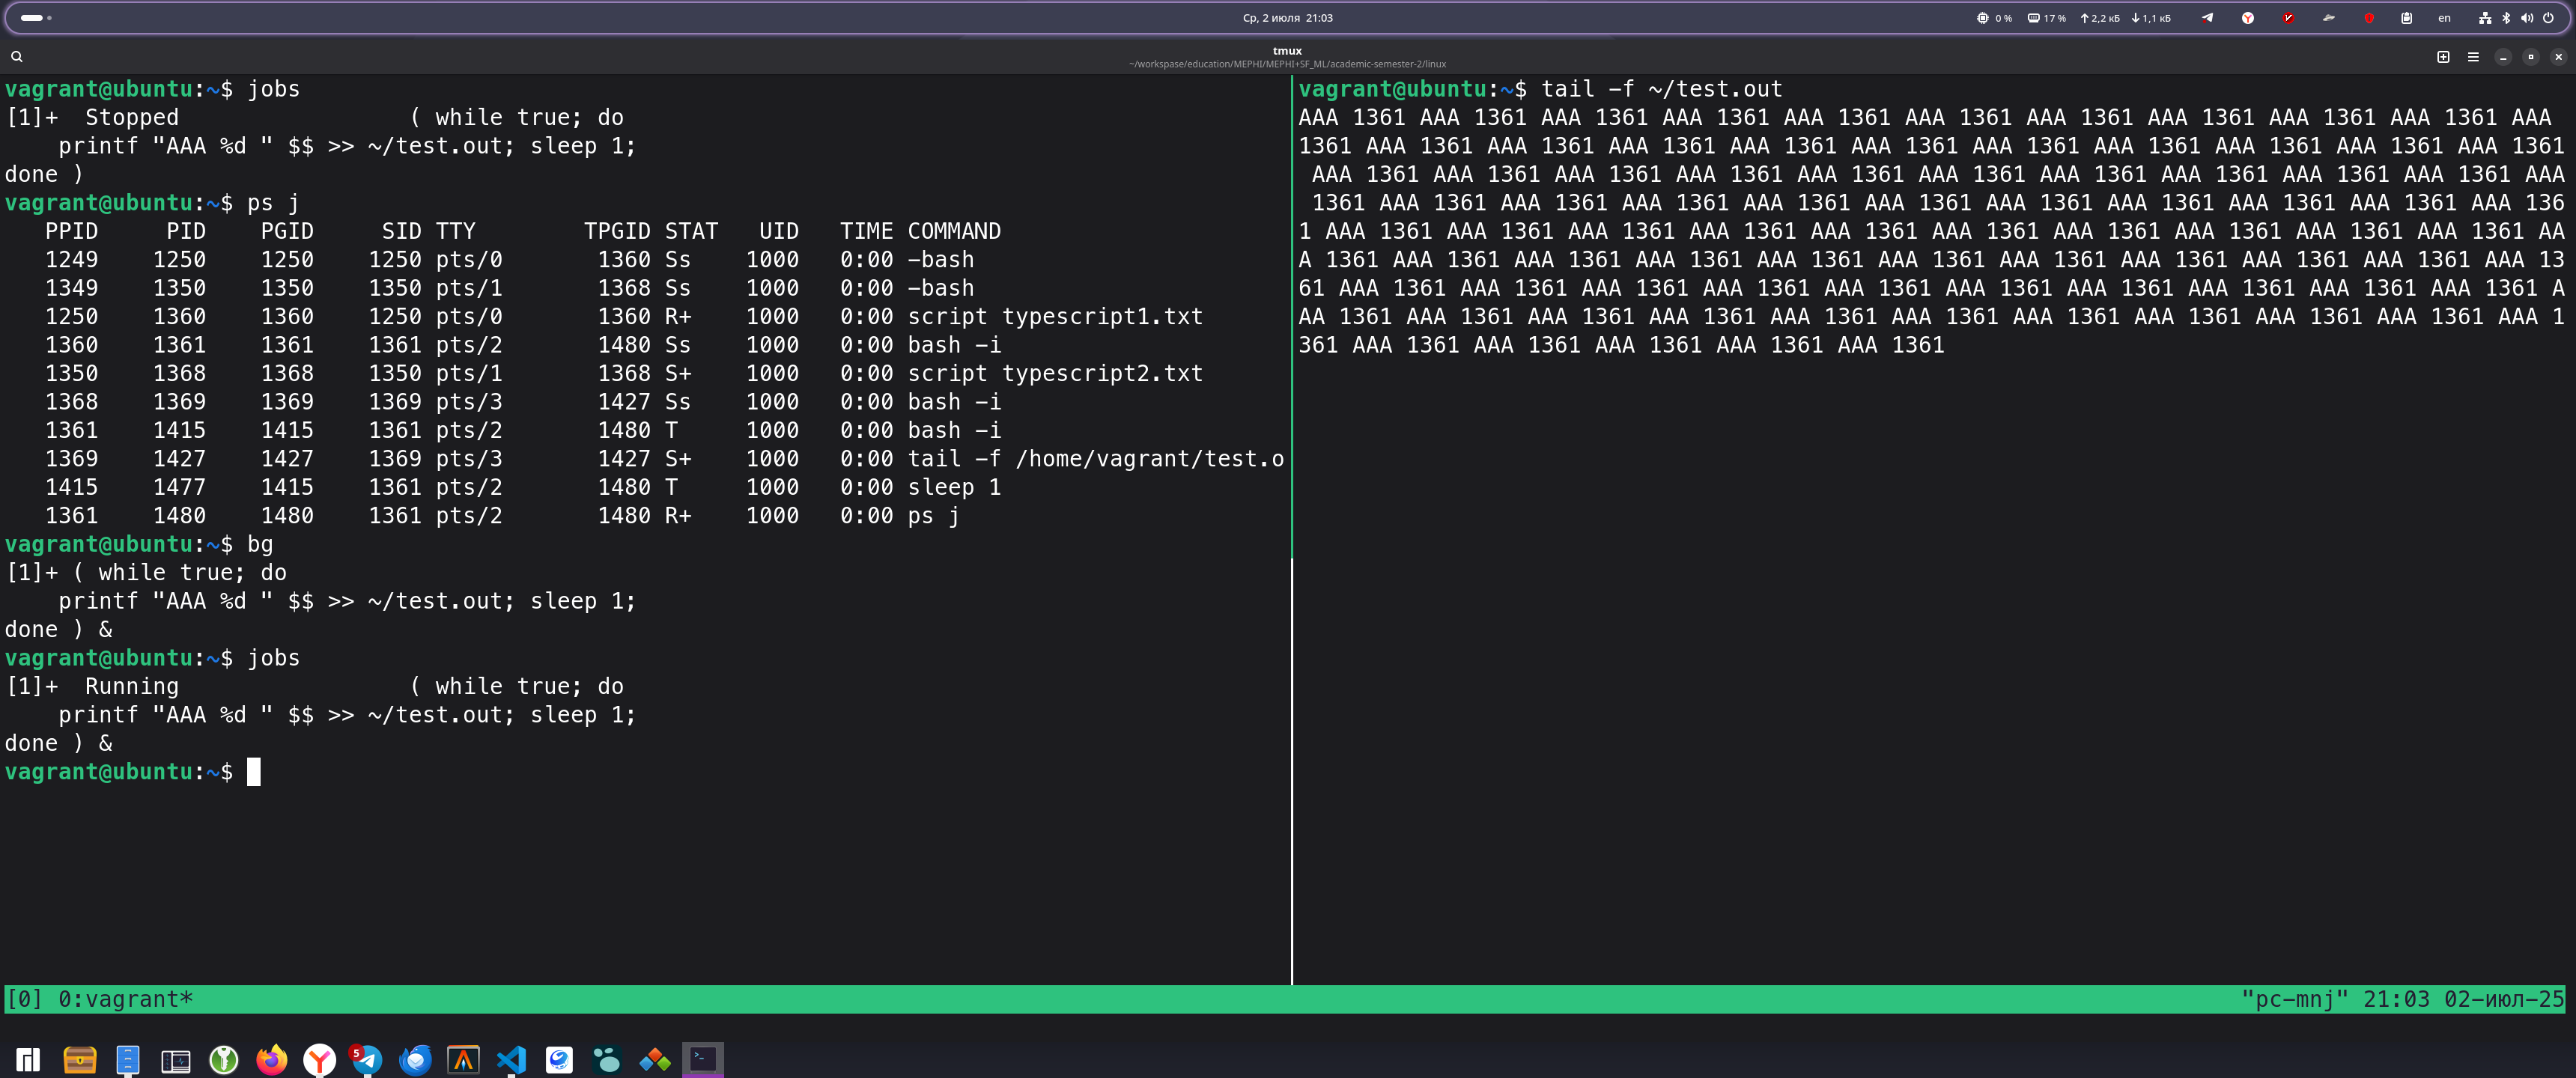 Ср, 2 июля 21:03
0 % 17 % 2,2 кБ 1,1 кБ en
tmux
~/workspase/education/MEPHI/MEPHI+SF_ML/academic-semester-2/linux
vagrant@ubuntu:~$ jobs
[1]+  Stopped                 ( while true; do
    printf "AAA %d " $$ >> ~/test.out; sleep 1;
done )
vagrant@ubuntu:~$ ps j
   PPID     PID    PGID     SID TTY        TPGID STAT   UID   TIME COMMAND
   1249    1250    1250    1250 pts/0       1360 Ss    1000   0:00 -bash
   1349    1350    1350    1350 pts/1       1368 Ss    1000   0:00 -bash
   1250    1360    1360    1250 pts/0       1360 R+    1000   0:00 script typescript1.txt
   1360    1361    1361    1361 pts/2       1480 Ss    1000   0:00 bash -i
   1350    1368    1368    1350 pts/1       1368 S+    1000   0:00 script typescript2.txt
   1368    1369    1369    1369 pts/3       1427 Ss    1000   0:00 bash -i
   1361    1415    1415    1361 pts/2       1480 T     1000   0:00 bash -i
   1369    1427    1427    1369 pts/3       1427 S+    1000   0:00 tail -f /home/vagrant/test.o
   1415    1477    1415    1361 pts/2       1480 T     1000   0:00 sleep 1
   1361    1480    1480    1361 pts/2       1480 R+    1000   0:00 ps j
vagrant@ubuntu:~$ bg
[1]+ ( while true; do
    printf "AAA %d " $$ >> ~/test.out; sleep 1;
done ) &
vagrant@ubuntu:~$ jobs
[1]+  Running                 ( while true; do
    printf "AAA %d " $$ >> ~/test.out; sleep 1;
done ) &
vagrant@ubuntu:~$
vagrant@ubuntu:~$ tail -f ~/test.out
AAA 1361 AAA 1361 AAA 1361 AAA 1361 AAA 1361 AAA 1361 AAA 1361 AAA 1361 AAA 1361 AAA 1361 AAA
1361 AAA 1361 AAA 1361 AAA 1361 AAA 1361 AAA 1361 AAA 1361 AAA 1361 AAA 1361 AAA 1361 AAA 1361
 AAA 1361 AAA 1361 AAA 1361 AAA 1361 AAA 1361 AAA 1361 AAA 1361 AAA 1361 AAA 1361 AAA 1361 AAA
 1361 AAA 1361 AAA 1361 AAA 1361 AAA 1361 AAA 1361 AAA 1361 AAA 1361 AAA 1361 AAA 1361 AAA 136
1 AAA 1361 AAA 1361 AAA 1361 AAA 1361 AAA 1361 AAA 1361 AAA 1361 AAA 1361 AAA 1361 AAA 1361 AA
A 1361 AAA 1361 AAA 1361 AAA 1361 AAA 1361 AAA 1361 AAA 1361 AAA 1361 AAA 1361 AAA 1361 AAA 13
61 AAA 1361 AAA 1361 AAA 1361 AAA 1361 AAA 1361 AAA 1361 AAA 1361 AAA 1361 AAA 1361 AAA 1361 A
AA 1361 AAA 1361 AAA 1361 AAA 1361 AAA 1361 AAA 1361 AAA 1361 AAA 1361 AAA 1361 AAA 1361 AAA 1
361 AAA 1361 AAA 1361 AAA 1361 AAA 1361 AAA 1361
[0] 0:vagrant* "pc-mnj" 21:03 02-июл-25
5